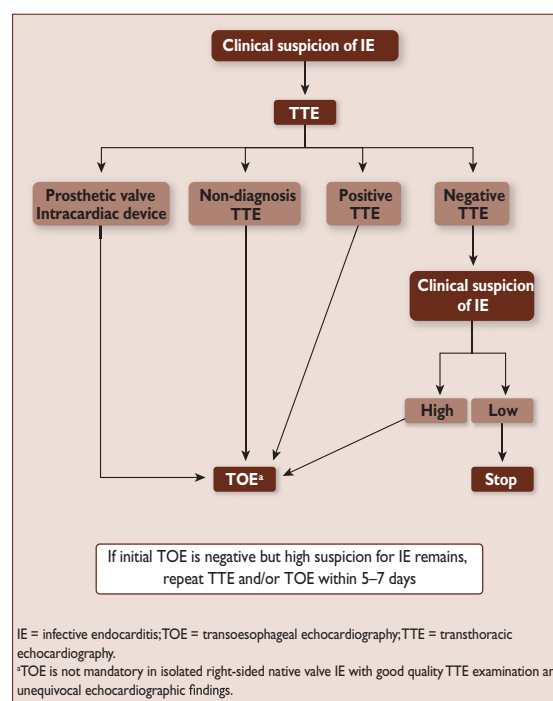 Clinical suspicion of IE
TTE
Prosthetic valve
Intracardiac device
Non-diagnosis
TTE
Positive
TTE
Negative
TTE
Clinical suspicion
of IE
High
Low
TOEᵃ
Stop
If initial TOE is negative but high suspicion for IE remains,
repeat TTE and/or TOE within 5–7 days
IE = infective endocarditis; TOE = transoesophageal echocardiography; TTE = transthoracic
echocardiography.
ᵃTOE is not mandatory in isolated right-sided native valve IE with good quality TTE examination
unequivocal echocardiographic findings.